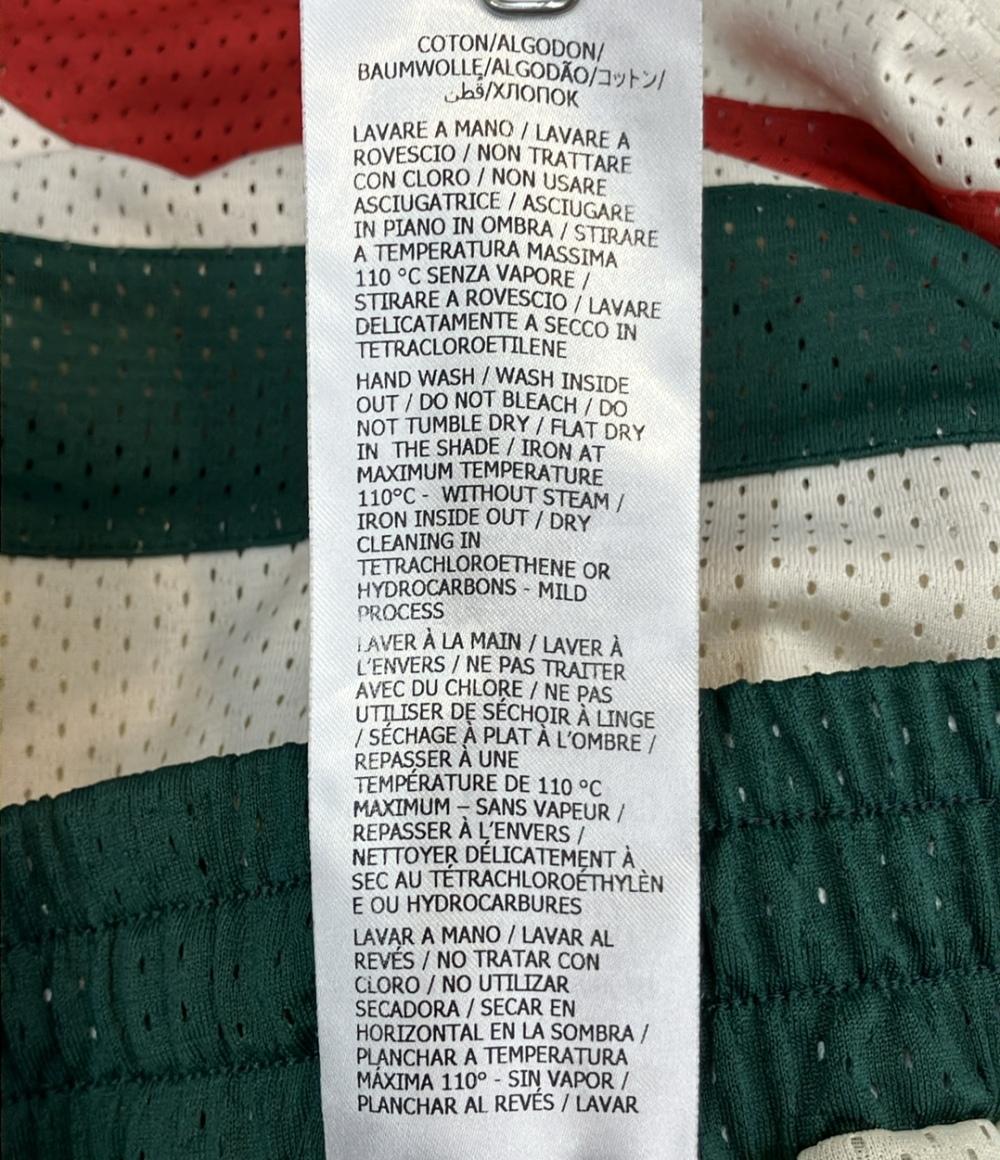 COTON/ALGODON/
BAUMWOLLE/ALGODÃO/コットン/
قطن/ХЛОПОК
LAVARE A MANO / LAVARE A
ROVESCIO / NON TRATTARE
CON CLORO / NON USARE
ASCIUGATRICE / ASCIUGARE
IN PIANO IN OMBRA / STIRARE
A TEMPERATURA MASSIMA
110 °C SENZA VAPORE /
STIRARE A ROVESCIO / LAVARE
DELICATAMENTE A SECCO IN
TETRACLOROETILENE
HAND WASH / WASH INSIDE
OUT / DO NOT BLEACH / DO
NOT TUMBLE DRY / FLAT DRY
IN THE SHADE / IRON AT
MAXIMUM TEMPERATURE
110°C - WITHOUT STEAM /
IRON INSIDE OUT / DRY
CLEANING IN
TETRACHLOROETHENE OR
HYDROCARBONS - MILD
PROCESS
LAVER À LA MAIN / LAVER À
L'ENVERS / NE PAS TRAITER
AVEC DU CHLORE / NE PAS
UTILISER DE SÉCHOIR À LINGE
/ SÉCHAGE À PLAT À L'OMBRE /
REPASSER À UNE
TEMPÉRATURE DE 110 °C
MAXIMUM – SANS VAPEUR /
REPASSER À L'ENVERS /
NETTOYER DÉLICATEMENT À
SEC AU TÉTRACHLOROÉTHYLÈN
E OU HYDROCARBURES
LAVAR A MANO / LAVAR AL
REVÉS / NO TRATAR CON
CLORO / NO UTILIZAR
SECADORA / SECAR EN
HORIZONTAL EN LA SOMBRA /
PLANCHAR A TEMPERATURA
MÁXIMA 110° - SIN VAPOR /
PLANCHAR AL REVÉS / LAVAR